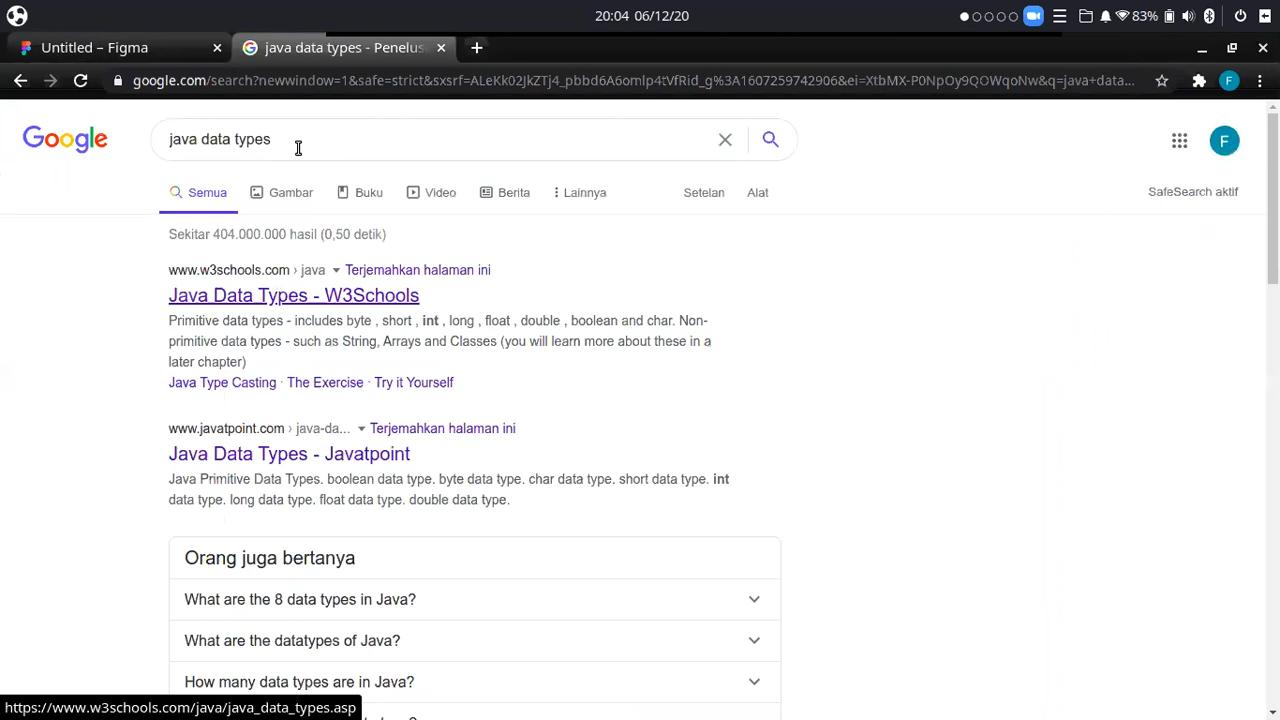 20:04 06/12/20
83%
Untitled – Figma
java data types - Penelus
google.com/search?newwindow=1&safe=strict&sxsrf=ALeKk02JkZTj4_pbbd6A6omlp4tVfRid_g%3A1607259742906&ei=XtbMX-P0NpOy9QOWqoNw&q=java+data...
F
Google
java data types
F
Semua
Gambar
Buku
Video
Berita
Lainnya
Setelan
Alat
SafeSearch aktif
Sekitar 404.000.000 hasil (0,50 detik)
www.w3schools.com › java
Terjemahkan halaman ini
Java Data Types - W3Schools
Primitive data types - includes byte , short , int , long , float , double , boolean and char. Non-
primitive data types - such as String, Arrays and Classes (you will learn more about these in a
later chapter)
Java Type Casting · The Exercise · Try it Yourself
www.javatpoint.com › java-da...
Terjemahkan halaman ini
Java Data Types - Javatpoint
Java Primitive Data Types. boolean data type. byte data type. char data type. short data type. int
data type. long data type. float data type. double data type.
Orang juga bertanya
What are the 8 data types in Java?
What are the datatypes of Java?
How many data types are in Java?
https://www.w3schools.com/java/java_data_types.asp